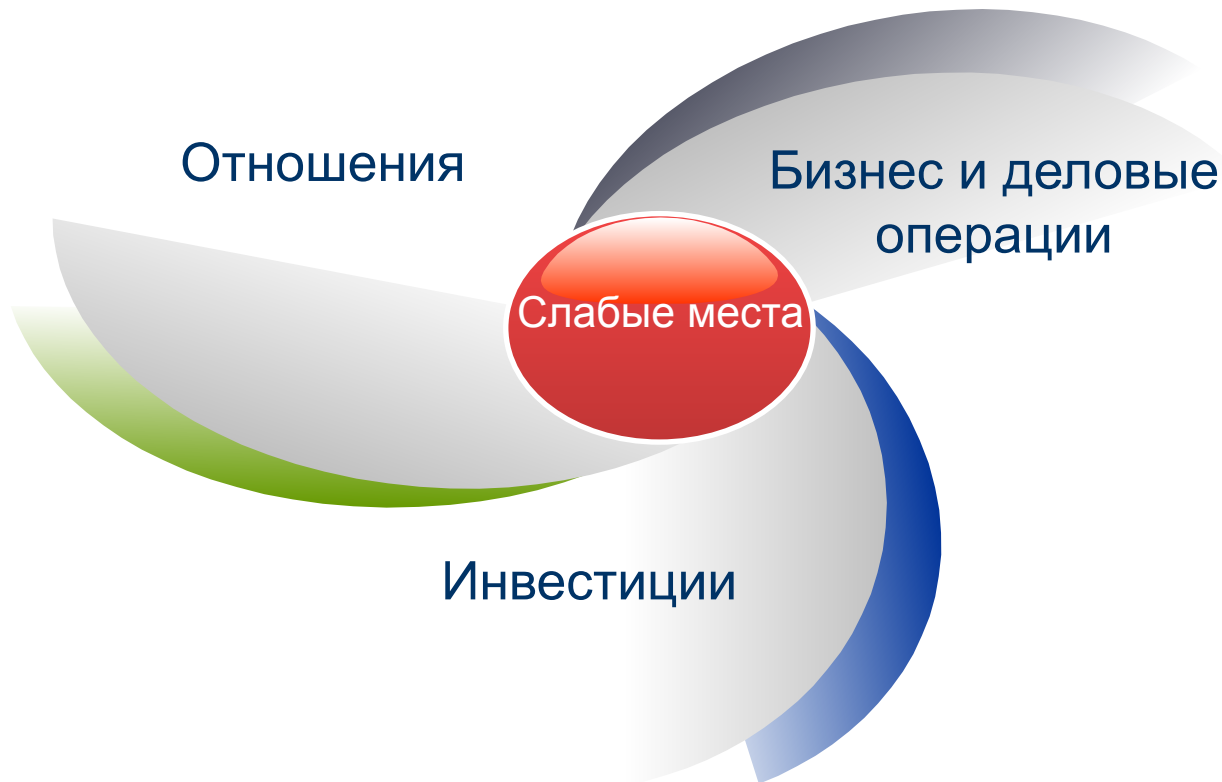 Отношения
Бизнес и деловые
операции
Слабые места
Инвестиции